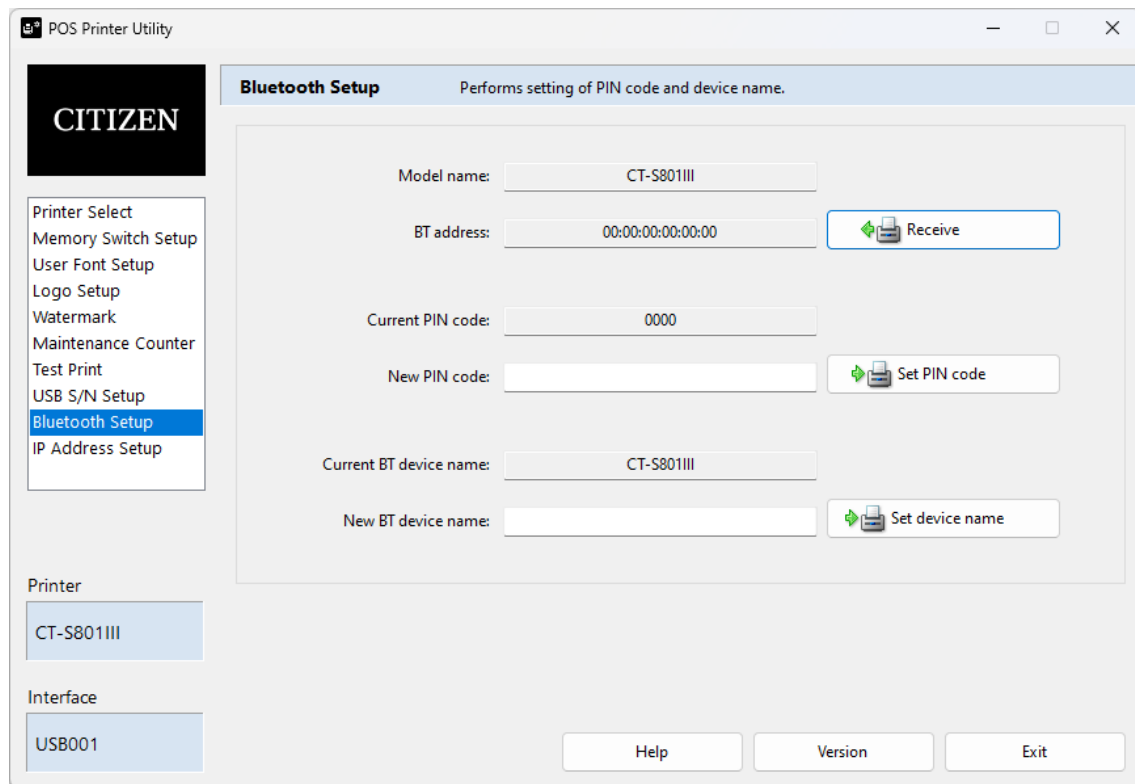 POS Printer Utility
CITIZEN
Bluetooth Setup Performs setting of PIN code and device name.
Printer Select
Memory Switch Setup
User Font Setup
Logo Setup
Watermark
Maintenance Counter
Test Print
USB S/N Setup
Bluetooth Setup
IP Address Setup
Model name: CT-S801III
BT address: 00:00:00:00:00:00 Receive
Current PIN code: 0000
New PIN code: Set PIN code
Current BT device name: CT-S801III
New BT device name: Set device name
Printer
CT-S801III
Interface
USB001
Help Version Exit